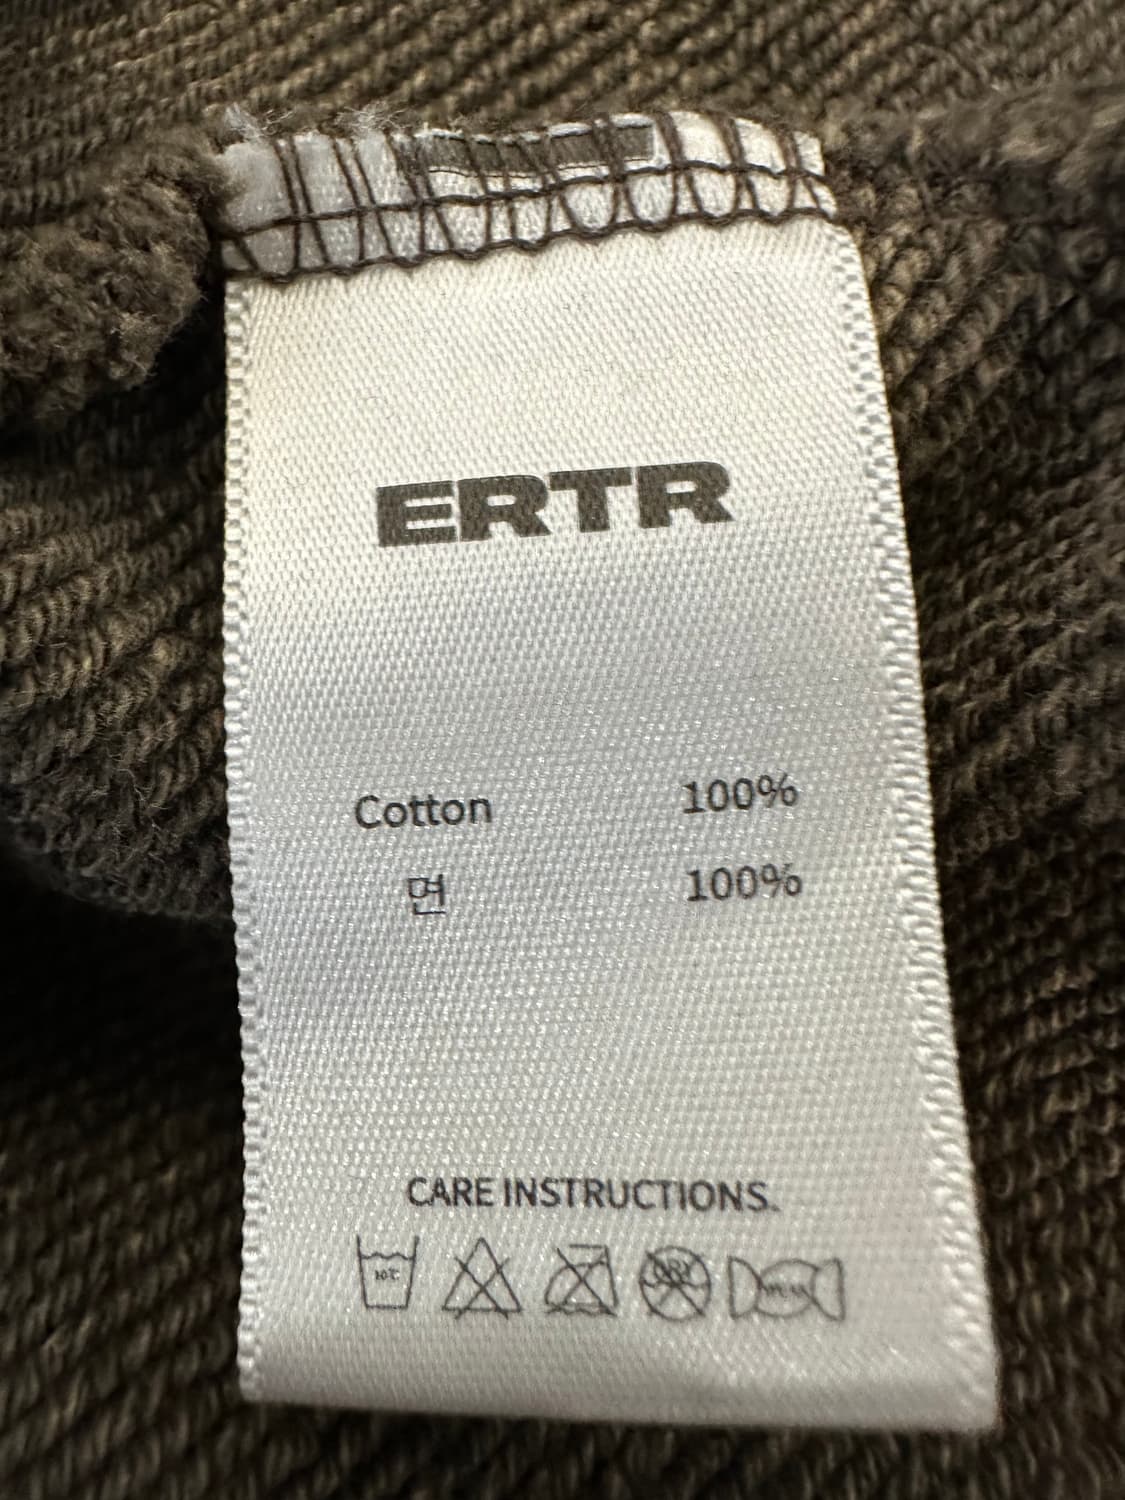 ERTR
Cotton 100%
면 100%
CARE INSTRUCTIONS.